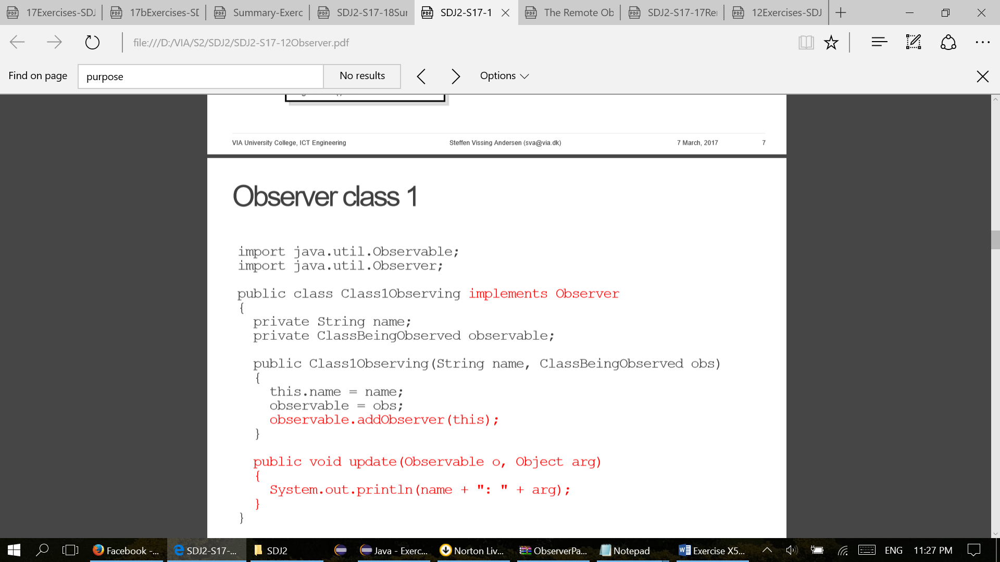 17Exercises-SDJ
17bExercises-SD
Summary-Exerc
SDJ2-S17-18Sur
SDJ2-S17-1
The Remote Ob
SDJ2-S17-17Re
12Exercises-SDJ
file:///D:/VIA/S2/SDJ2/SDJ2-S17-12Observer.pdf
Find on page
purpose
No results
Options
VIA University College, ICT Engineering
Steffen Vissing Andersen (sva@via.dk)
7 March, 2017
7
Observer class 1
import java.util.Observable;
import java.util.Observer;
public class Class1Observing implements Observer
{
private String name;
private ClassBeingObserved observable;
public Class1Observing(String name, ClassBeingObserved obs)
{
this.name = name;
observable = obs;
observable.addObserver(this);
}
public void update(Observable o, Object arg)
{
System.out.println(name + ": " + arg);
}
}
Facebook -...
SDJ2-S17-...
SDJ2
Java - Exerc...
Norton Liv...
ObserverPa...
Notepad
Exercise X5...
ENG
11:27 PM